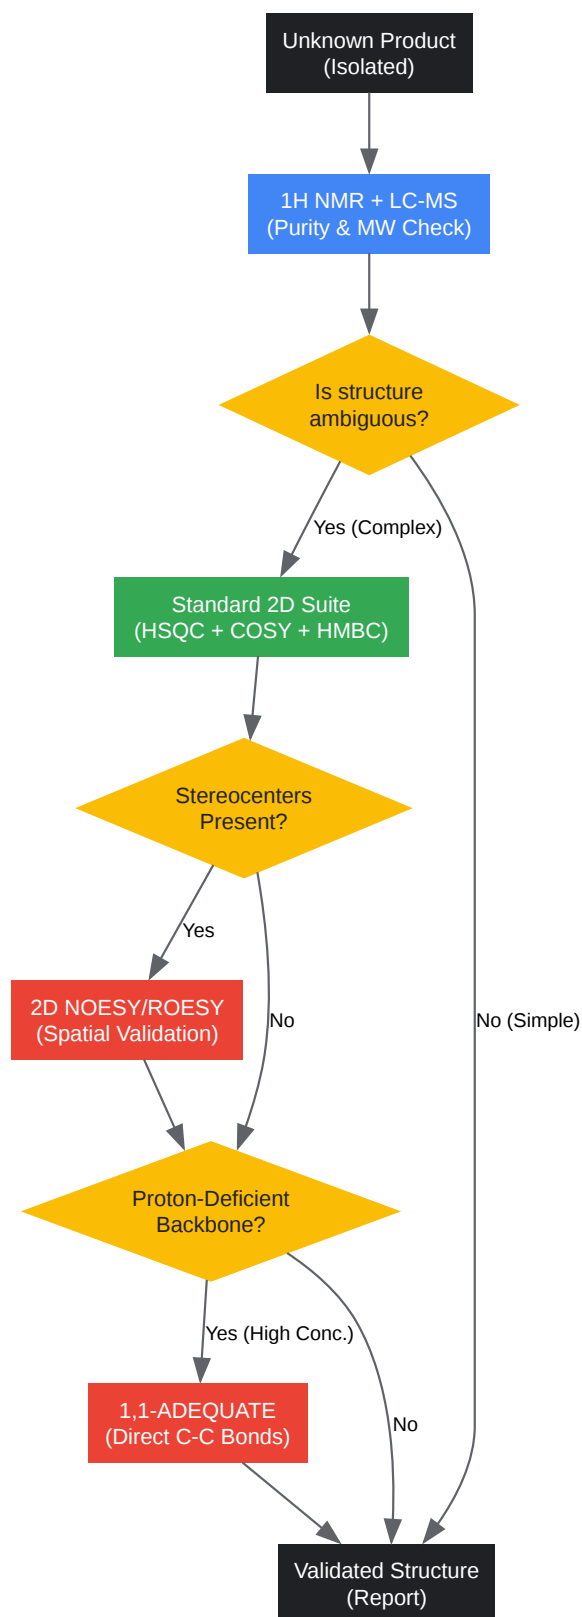 Unknown Product
(Isolated)
1H NMR + LC-MS
(Purity & MW Check)
Is structure
ambiguous?
Yes (Complex)
Standard 2D Suite
(HSQC + COSY + HMBC)
Stereocenters
Present?
Yes
2D NOESY/ROESY
(Spatial Validation)
No
No (Simple)
Proton-Deficient
Backbone?
Yes (High Conc.)
1,1-ADEQUATE
(Direct C-C Bonds)
No
Validated Structure
(Report)